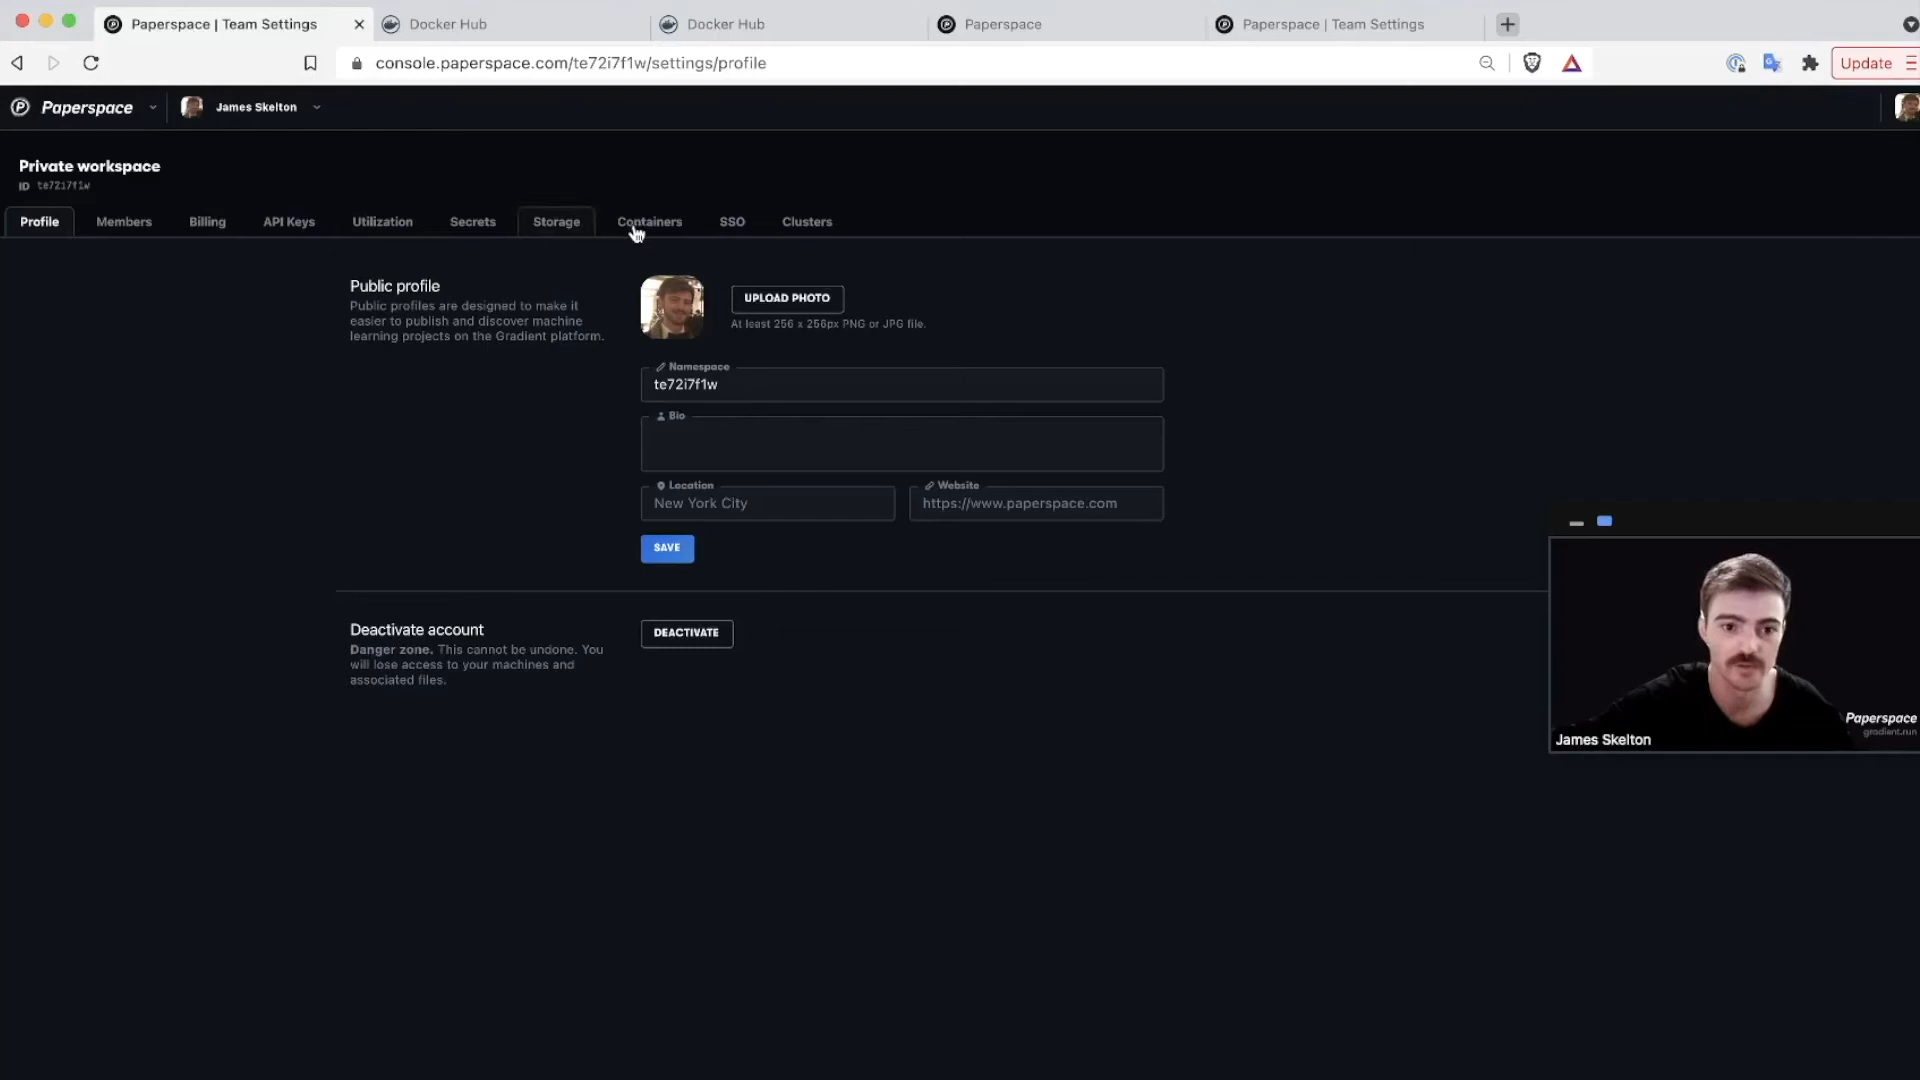 Paperspace | Team Settings
Docker Hub
Docker Hub
Paperspace
Paperspace | Team Settings
console.paperspace.com/te72i7f1w/settings/profile
Update
Paperspace
James Skelton
Private workspace
ID te72i7f1w
Profile
Members
Billing
API Keys
Utilization
Secrets
Storage
Containers
SSO
Clusters
Public profile
Public profiles are designed to make it
easier to publish and discover machine
learning projects on the Gradient platform.
UPLOAD PHOTO
At least 256 x 256px PNG or JPG file.
Namespace
te72i7f1w
Bio
Location
New York City
Website
https://www.paperspace.com
SAVE
Deactivate account
Danger zone. This cannot be undone. You
will lose access to your machines and
associated files.
DEACTIVATE
Paperspace
gradient.run
James Skelton